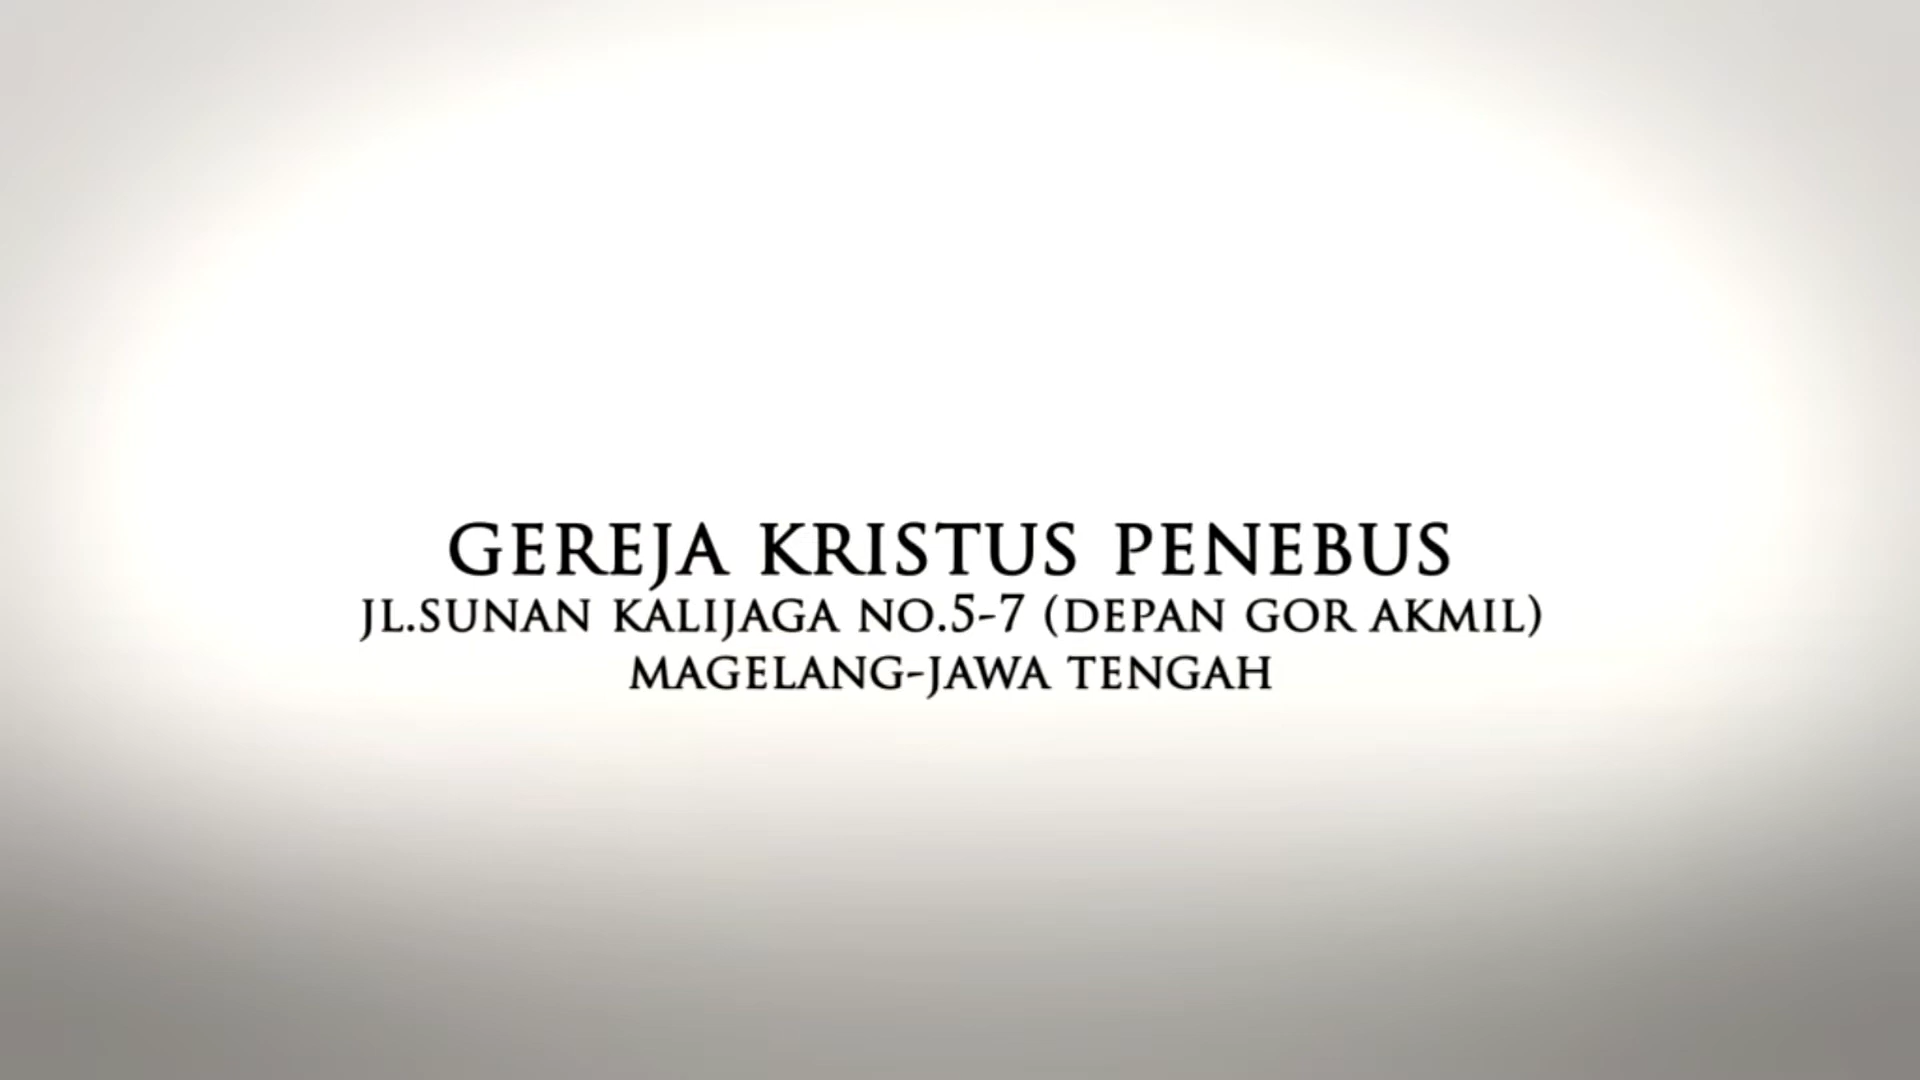 GEREJA KRISTUS PENEBUS
JL.SUNAN KALIJAGA NO.5-7 (DEPAN GOR AKMIL)
MAGELANG-JAWA TENGAH